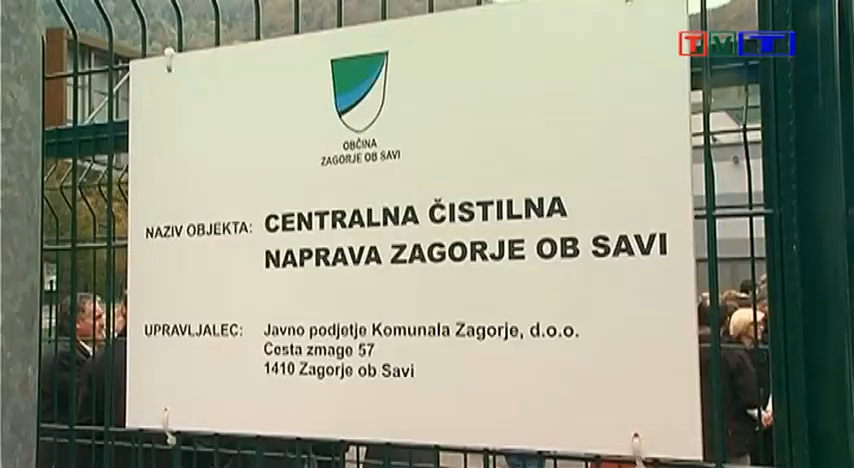 TMTI
OBČINA
ZAGORJE OB SAVI
NAZIV OBJEKTA: CENTRALNA ČISTILNA
NAPRAVA ZAGORJE OB SAVI
UPRAVLJALEC: Javno podjetje Komunala Zagorje, d.o.o.
Cesta zmage 57
1410 Zagorje ob Savi